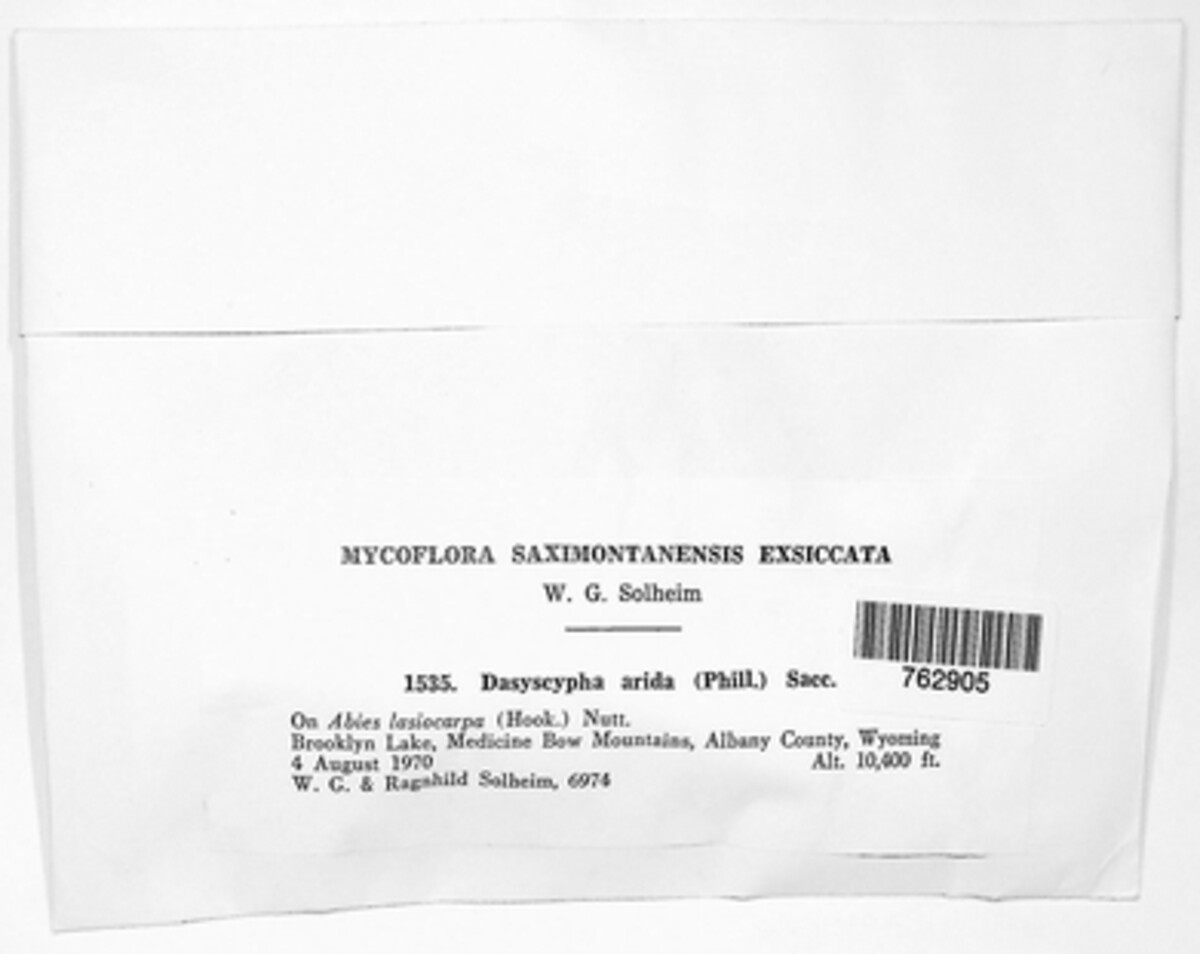 MYCOFLORA SAXIMONTANENSIS EXSICCATA
W. G. Solheim
762905
1535. Dasyscypha arida (Phill.) Sacc.
On Abies lasiocarpa (Hook.) Nutt.
Brooklyn Lake, Medicine Bow Mountains, Albany County, Wyoming
4 August 1970 Alt. 10,400 ft.
W. G. & Ragnhild Solheim, 6974